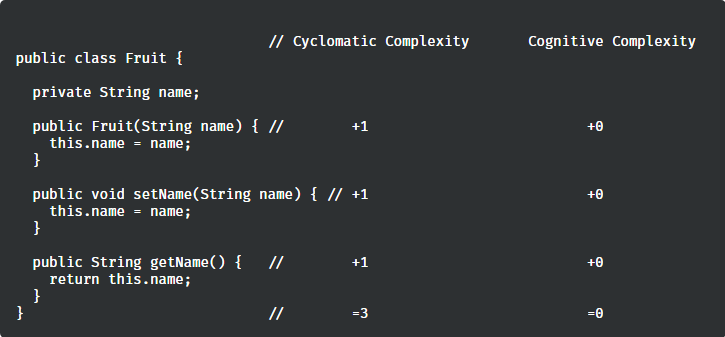 // Cyclomatic Complexity Cognitive Complexity
public class Fruit {
private String name;
public Fruit(String name) { // +1 +0
this.name = name;
}
public void setName(String name) { // +1 +0
this.name = name;
}
public String getName() { // +1 +0
return this.name;
}
} // =3 =0